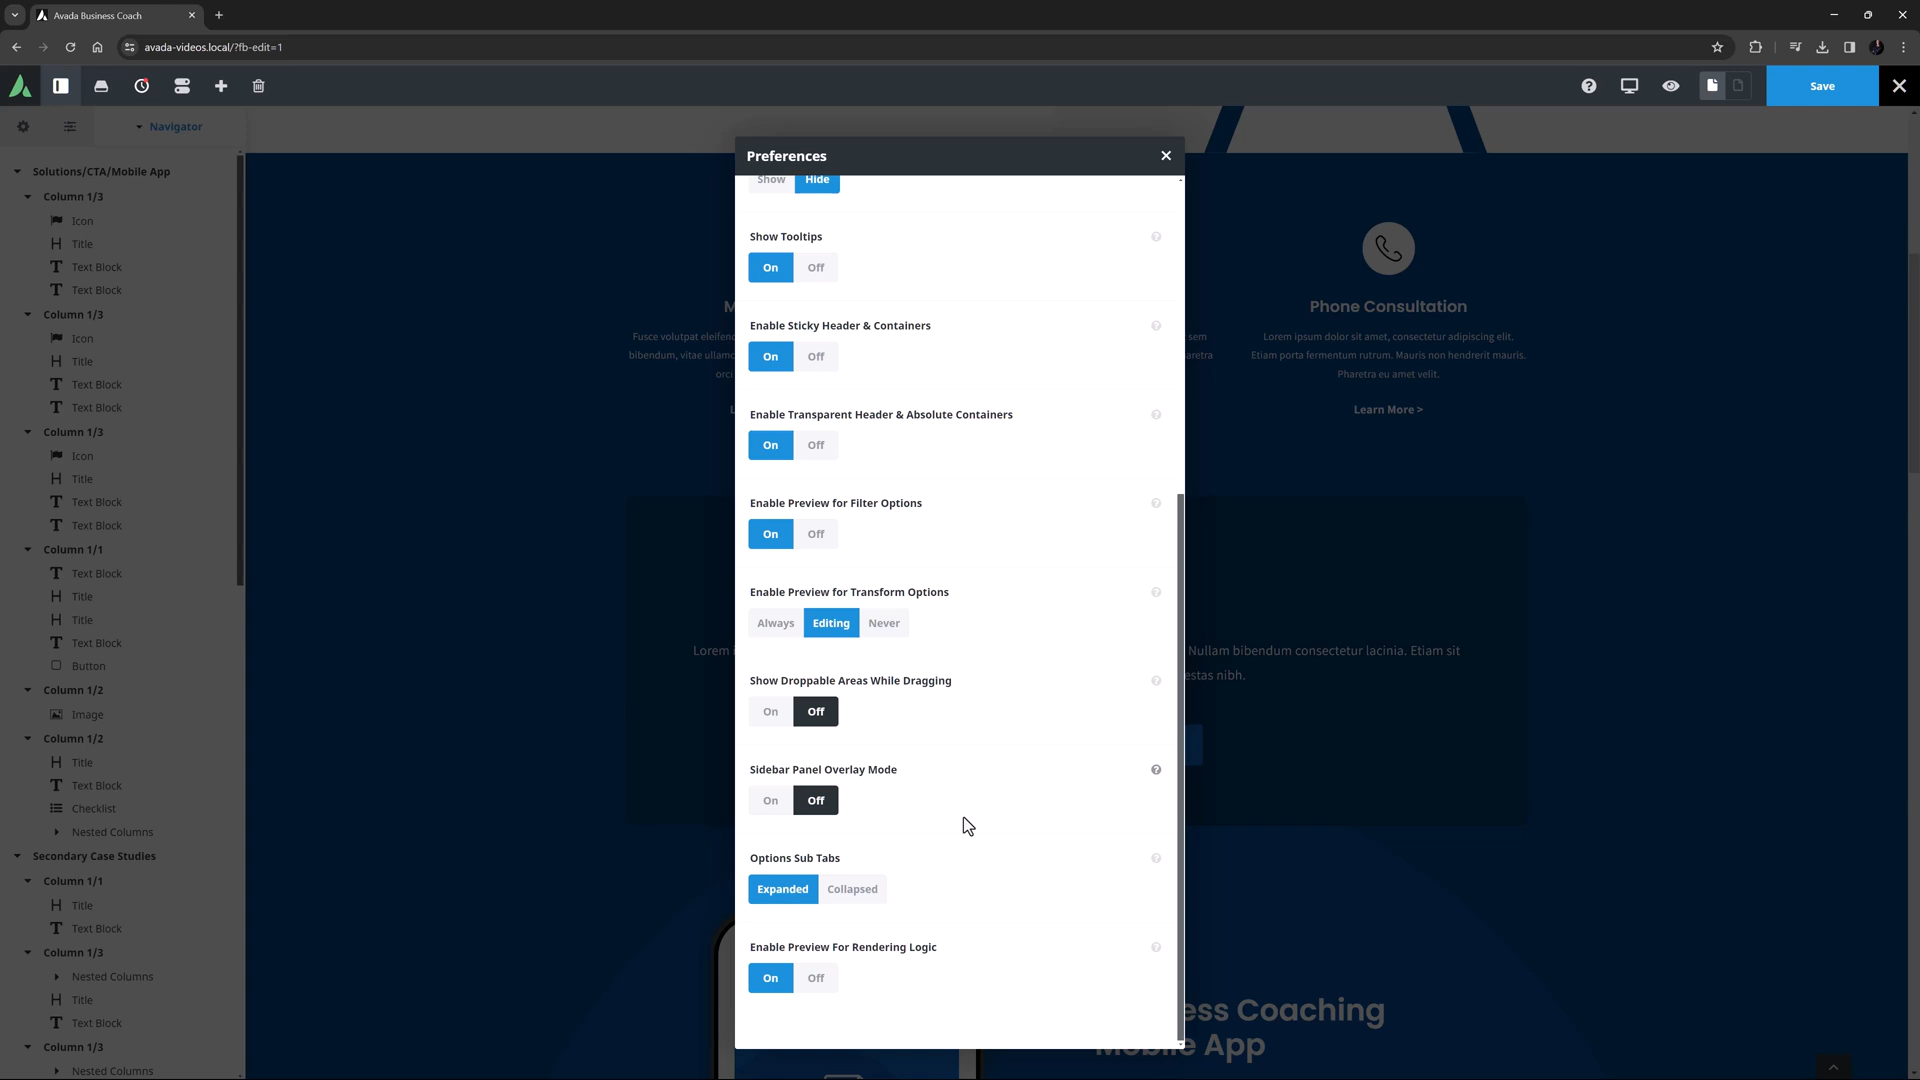 Avada Business Coach
avada-videos.local/?fb-edit=1
Save
Navigator
Solutions/CTA/Mobile App
Column 1/3
Icon
Title
Text Block
Text Block
Column 1/3
Icon
Title
Text Block
Text Block
Column 1/3
Icon
Title
Text Block
Text Block
Column 1/1
Text Block
Title
Title
Text Block
Button
Column 1/2
Image
Column 1/2
Title
Text Block
Checklist
Nested Columns
Secondary Case Studies
Column 1/1
Title
Text Block
Column 1/3
Nested Columns
Title
Text Block
Column 1/3
Nested Columns
Preferences
Show Hide
Show Tooltips
On Off
Enable Sticky Header & Containers
On Off
Enable Transparent Header & Absolute Containers
On Off
Enable Preview for Filter Options
On Off
Enable Preview for Transform Options
Always Editing Never
Show Droppable Areas While Dragging
On Off
Sidebar Panel Overlay Mode
On Off
Options Sub Tabs
Expanded Collapsed
Enable Preview For Rendering Logic
On Off
Fusce volutpat
bibendum, vitae
orci
sem
Phone Consultation
Lorem ipsum dolor sit amet, consectetur adipiscing elit.
Etiam porta fermentum rutrum. Mauris non hendrerit mauris.
Pharetra eu amet velit.
Learn More >
Lorem
Nullam bibendum consectetur lacinia. Etiam sit
nibh.
Coaching
App